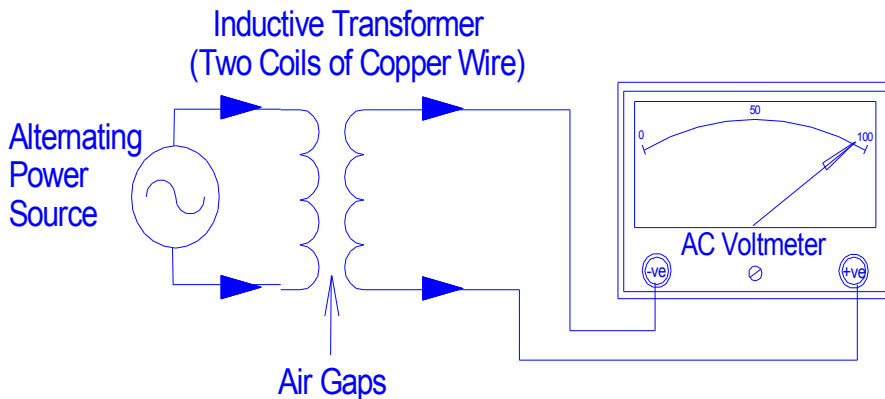 Inductive Transformer
(Two Coils of Copper Wire)
Alternating
Power
Source
0
50
100
AC Voltmeter
-ve
+ve
Air Gaps